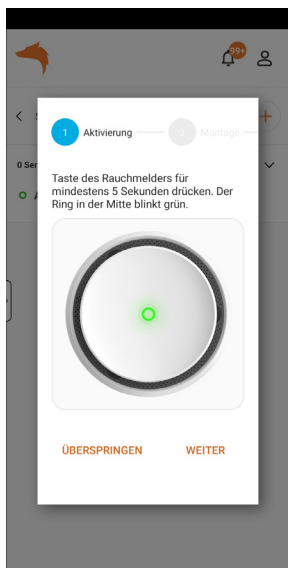 99+
1 Aktivierung 2 Montage
0 Ser
Taste des Rauchmelders für
mindestens 5 Sekunden drücken. Der
Ring in der Mitte blinkt grün.
ÜBERSPRINGEN WEITER